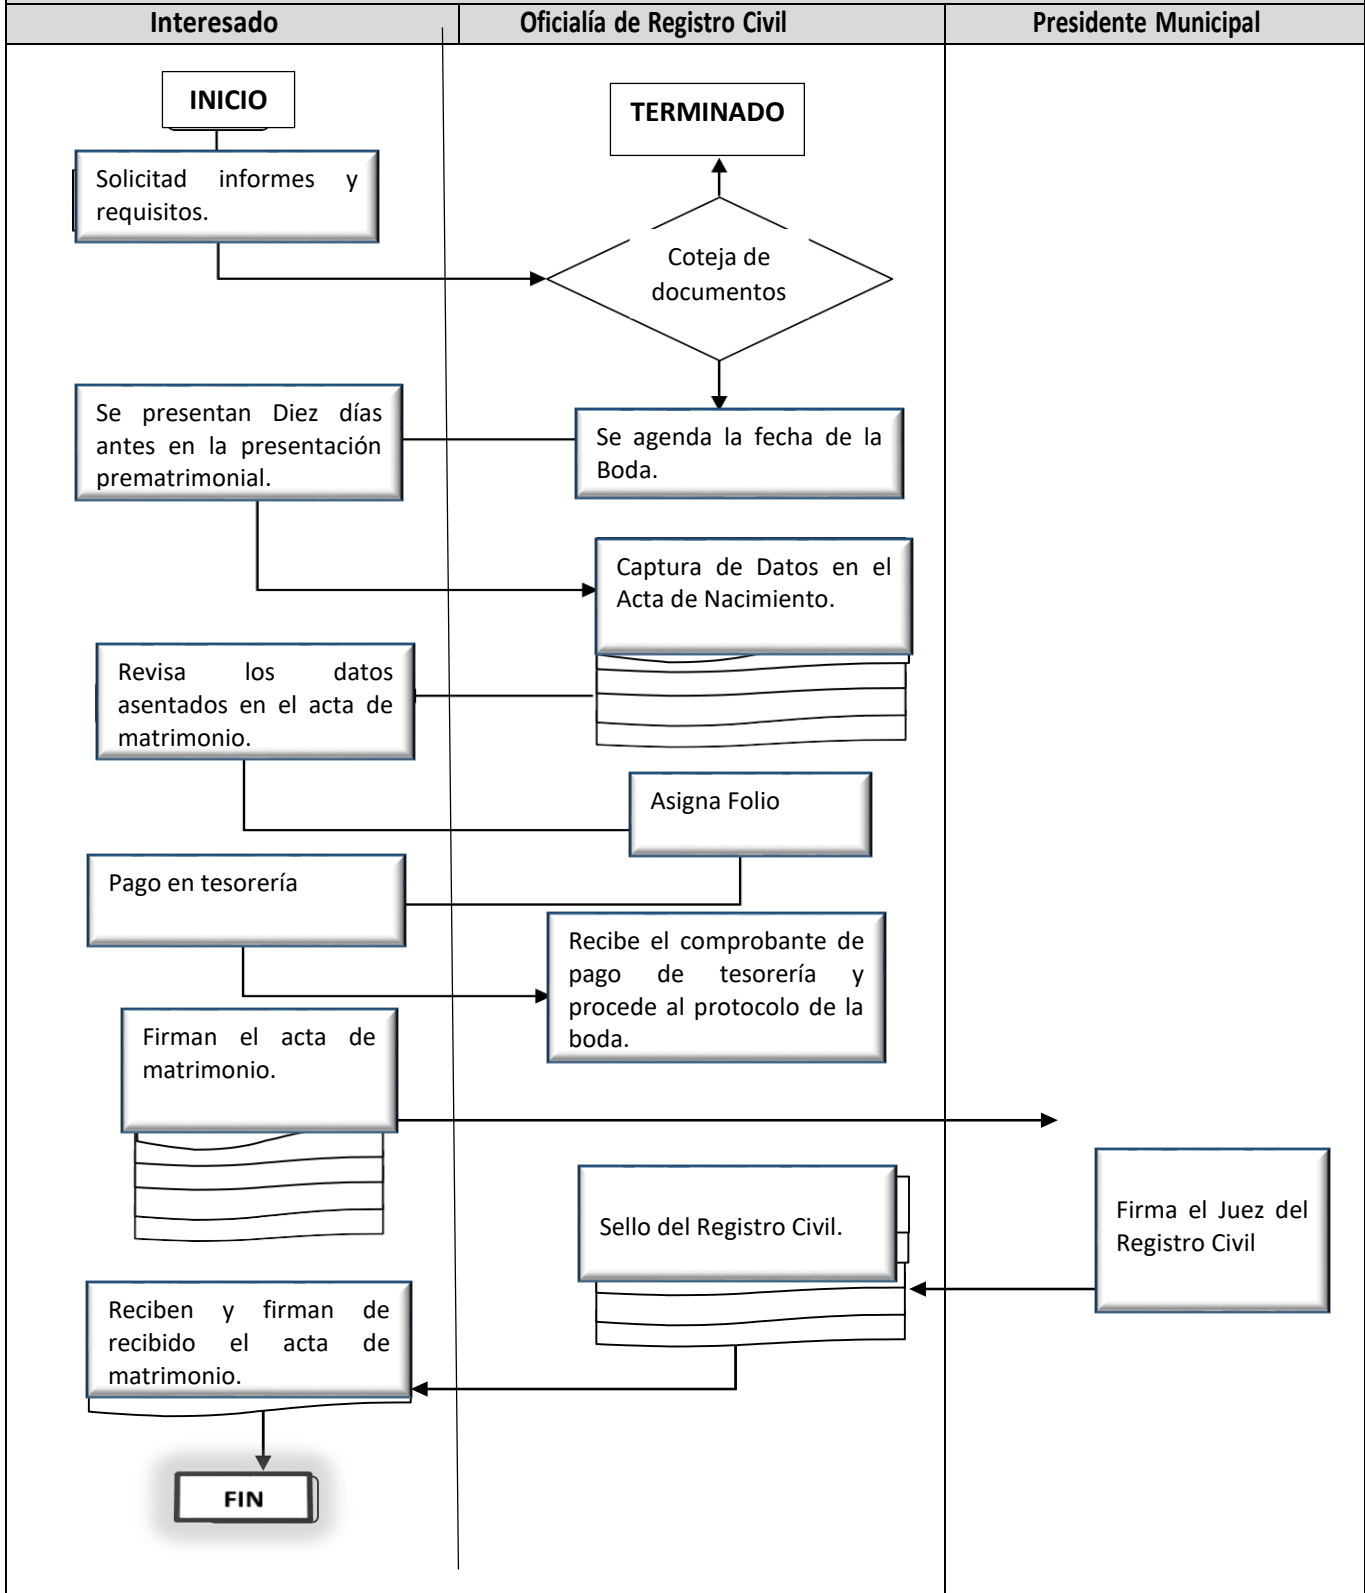 Interesado Oficialía de Registro Civil Presidente Municipal
INICIO
TERMINADO
Solicitad informes y
requisitos.
Coteja de
documentos
Se presentan Diez días
antes en la presentación
prematrimonial.
Se agenda la fecha de la
Boda.
Captura de Datos en el
Acta de Nacimiento.
Revisa los datos
asentados en el acta de
matrimonio.
Asigna Folio
Pago en tesorería
Recibe el comprobante de
pago de tesorería y
procede al protocolo de la
boda.
Firman el acta de
matrimonio.
Firma el Juez del
Registro Civil
Sello del Registro Civil.
Reciben y firman de
recibido el acta de
matrimonio.
FIN